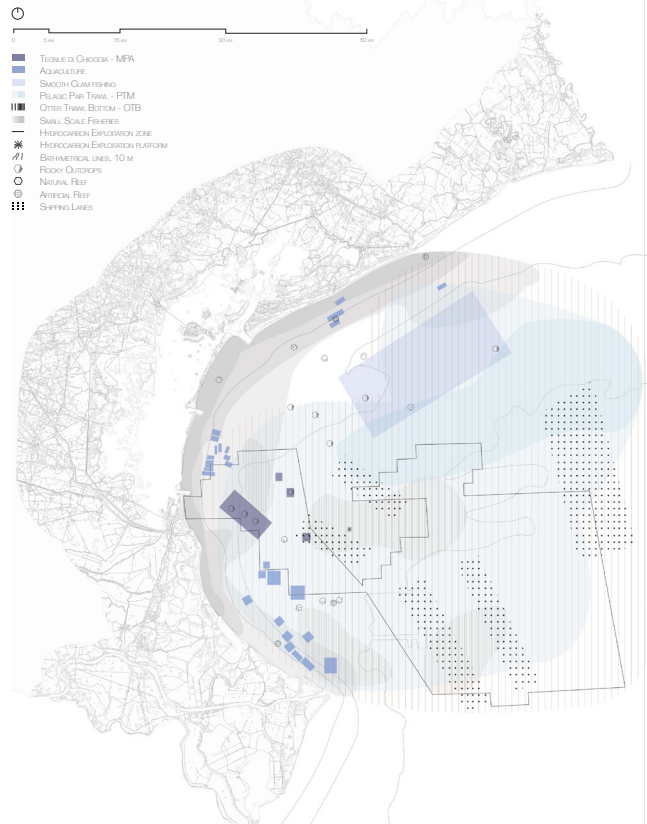 0 5 KM 15 KM 30 KM 50 KM
Tegnue di Chioggia - MPA
Aquaculture
Smooth Clam fishing
Pelagic Pair Trawl - PTM
Otter Trawl Bottom - OTB
Small Scale Fisheries
Hydrocarbon Exploitation zone
Hydrocarbon Exploitation platform
Bathymetrical lines, 10 m
Rocky Outcrops
Natural Reef
Artificial Reef
Shipping Lanes